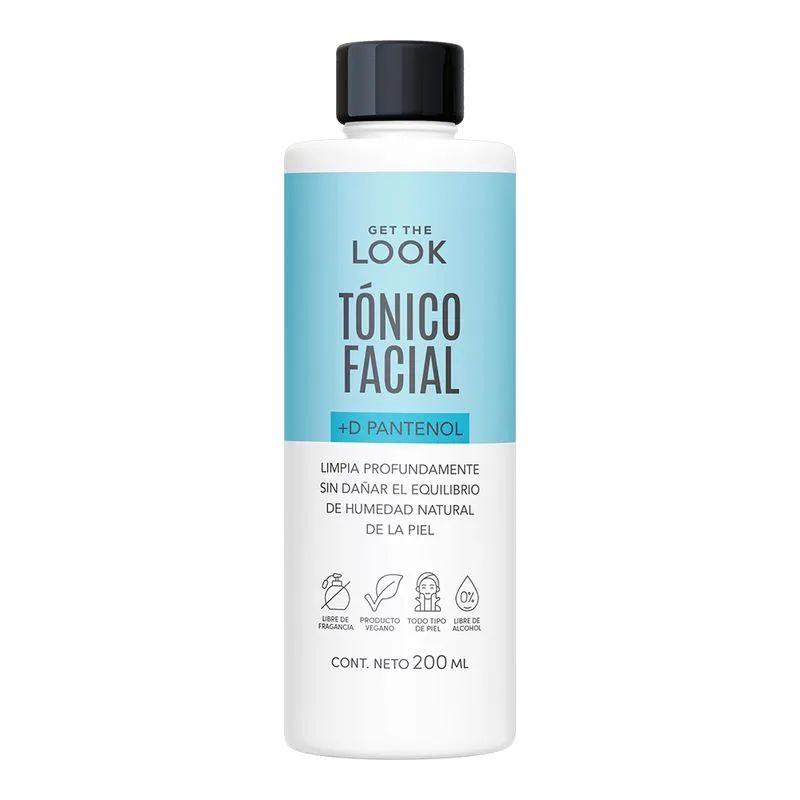 GET THE
LOOK
TÓNICO
FACIAL
+D PANTENOL
LIMPIA PROFUNDAMENTE
SIN DAÑAR EL EQUILIBRIO
DE HUMEDAD NATURAL
DE LA PIEL
0%
LIBRE DE
FRAGANCIA
PRODUCTO
VEGANO
TODO TIPO
DE PIEL
LIBRE DE
ALCOHOL
CONT. NETO 200 ML